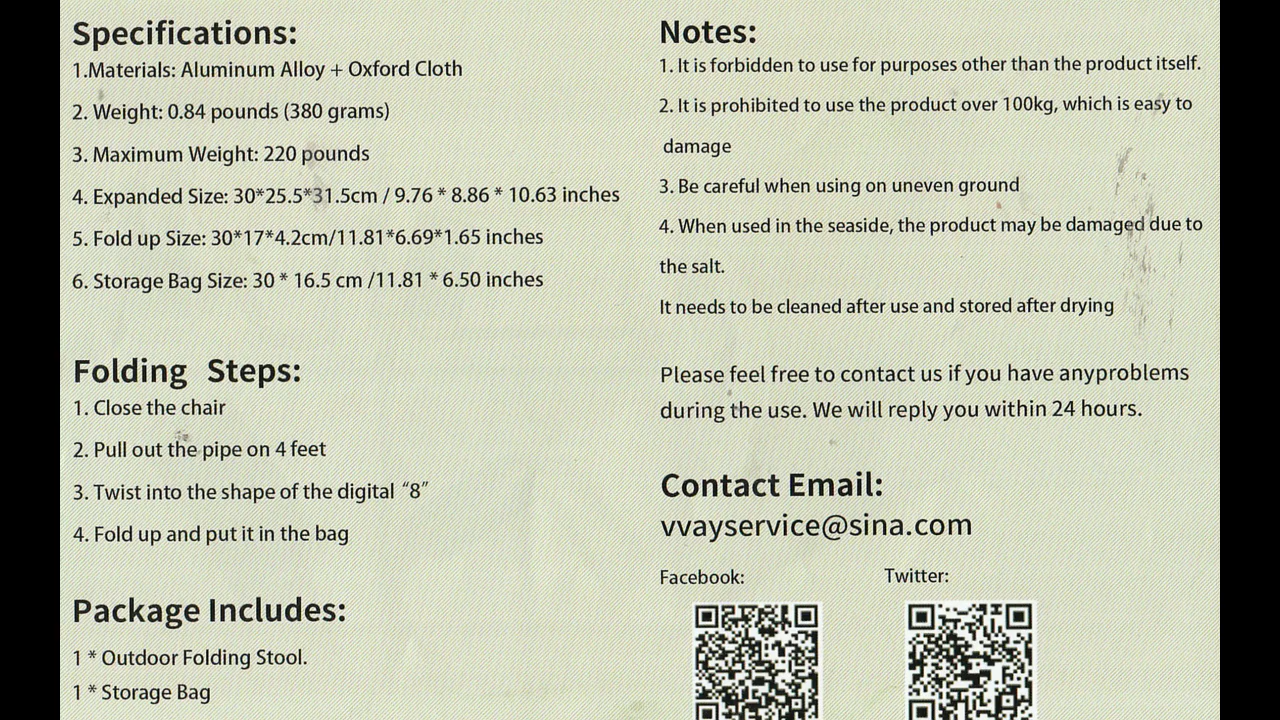 Specifications:
1.Materials: Aluminum Alloy + Oxford Cloth
2. Weight: 0.84 pounds (380 grams)
3. Maximum Weight: 220 pounds
4. Expanded Size: 30*25.5*31.5cm / 9.76 * 8.86 * 10.63 inches
5. Fold up Size: 30*17*4.2cm/11.81*6.69*1.65 inches
6. Storage Bag Size: 30 * 16.5 cm /11.81 * 6.50 inches
Folding Steps:
1. Close the chair
2. Pull out the pipe on 4 feet
3. Twist into the shape of the digital “8”
4. Fold up and put it in the bag
Package Includes:
1 * Outdoor Folding Stool.
1 * Storage Bag
Notes:
1. It is forbidden to use for purposes other than the product itself.
2. It is prohibited to use the product over 100kg, which is easy to
damage
3. Be careful when using on uneven ground
4. When used in the seaside, the product may be damaged due to
the salt.
It needs to be cleaned after use and stored after drying
Please feel free to contact us if you have anyproblems
during the use. We will reply you within 24 hours.
Contact Email:
vvayservice@sina.com
Facebook:
Twitter: